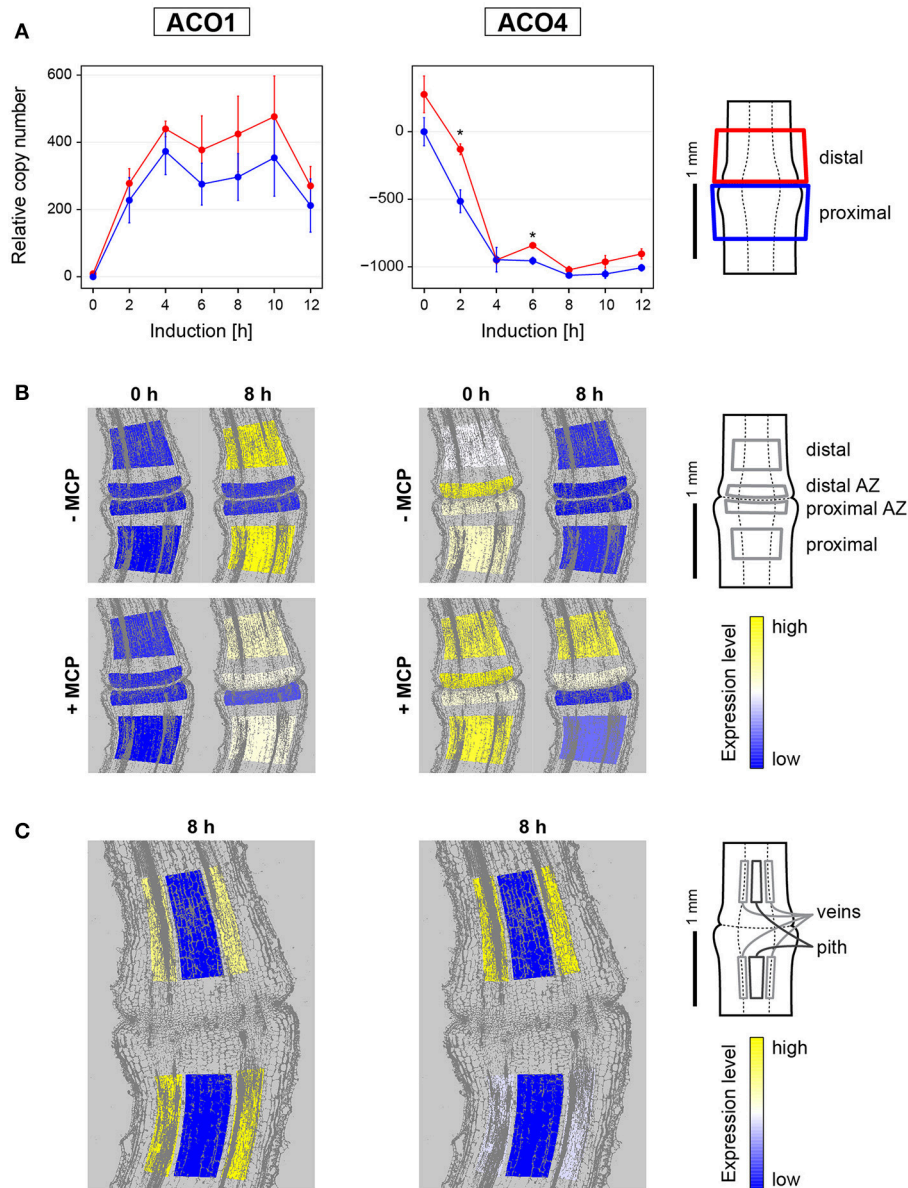 ACO1
ACO4
A
Relative copy number
600
400
200
0
0 2 4 6 8 10 12
Induction [h]
0
−500
−1000
*
*
0 2 4 6 8 10 12
Induction [h]
1 mm
distal
proximal
B
0 h
8 h
0 h
8 h
- MCP
- MCP
1 mm
distal
distal AZ
proximal AZ
proximal
+ MCP
+ MCP
Expression level
high
low
C
8 h
8 h
1 mm
veins
pith
Expression level
high
low